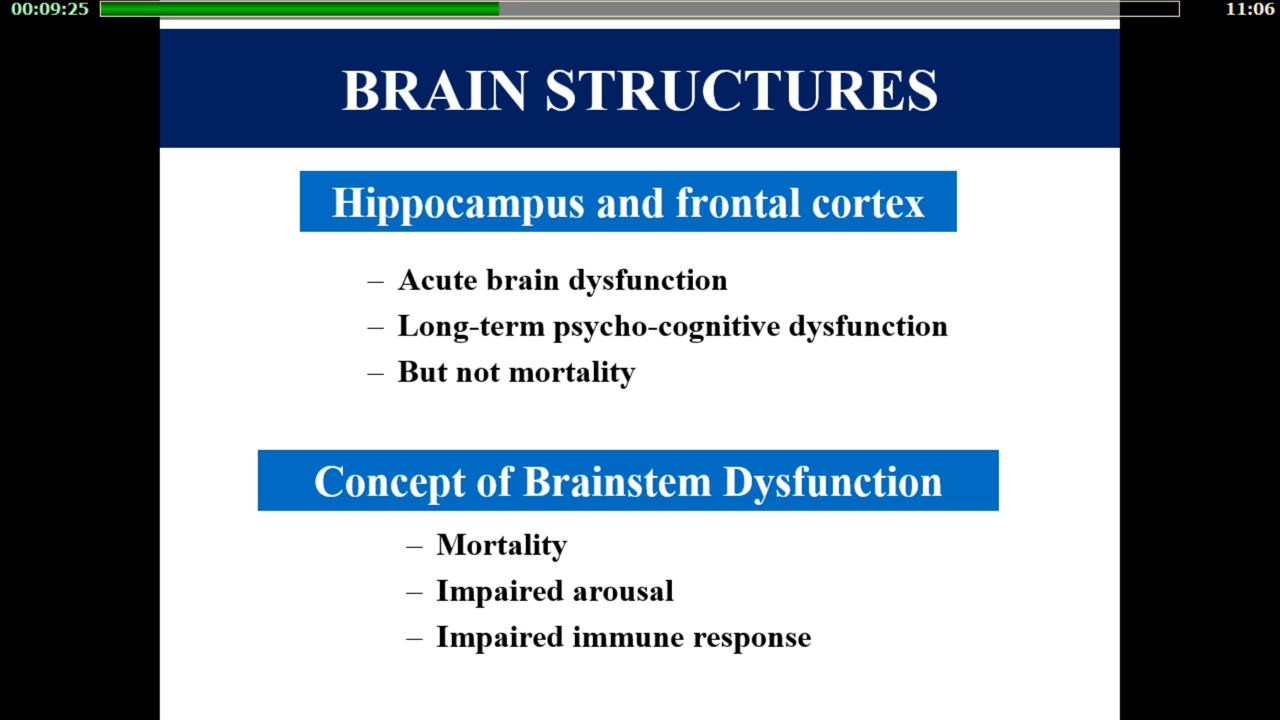 00:09:25
11:06
BRAIN STRUCTURES
Hippocampus and frontal cortex
– Acute brain dysfunction
– Long-term psycho-cognitive dysfunction
– But not mortality
Concept of Brainstem Dysfunction
– Mortality
– Impaired arousal
– Impaired immune response